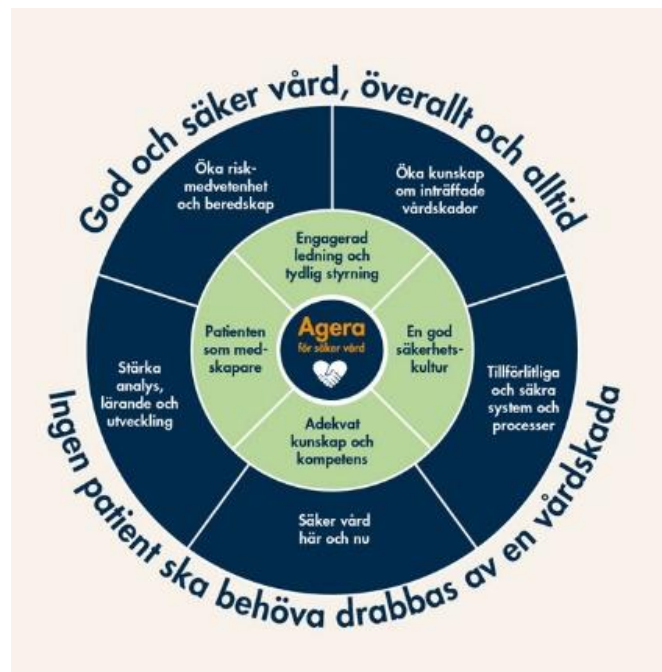 God och säker vård, överallt och alltid
Öka risk-
medvetenhet
och beredskap
Öka kunskap
om inträffade
vårdskador
Engagerad
ledning och
tydlig styrning
Patienten
som med-
skapare
Agera
för säker vård
En god
säkerhets-
kultur
Stärka
analys,
lärande och
utveckling
Tillförlitliga
och säkra
system och
processer
Adekvat
kunskap och
kompetens
Säker vård
här och nu
Ingen patient ska behöva drabbas av en vårdskada